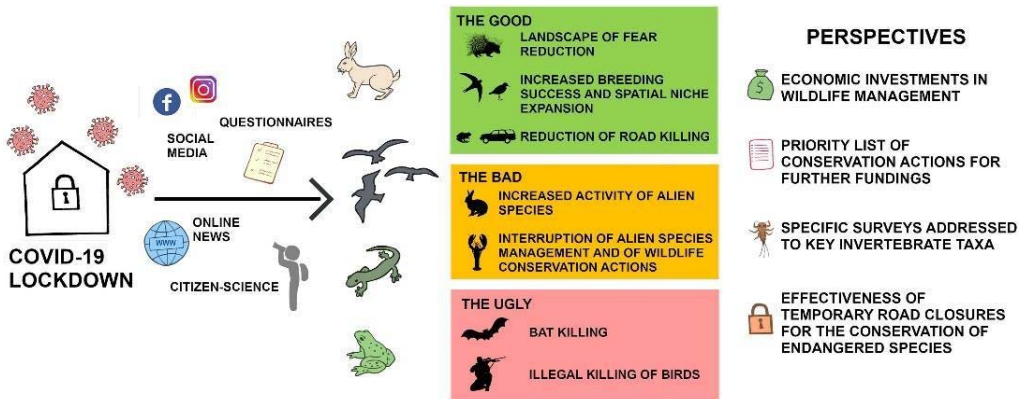 COVID-19
LOCKDOWN
SOCIAL
MEDIA
QUESTIONNAIRES
WWW
ONLINE
NEWS
CITIZEN-SCIENCE
THE GOOD
LANDSCAPE OF FEAR
REDUCTION
INCREASED BREEDING
SUCCESS AND SPATIAL NICHE
EXPANSION
REDUCTION OF ROAD KILLING
THE BAD
INCREASED ACTIVITY OF ALIEN
SPECIES
INTERRUPTION OF ALIEN SPECIES
MANAGEMENT AND OF WILDLIFE
CONSERVATION ACTIONS
THE UGLY
BAT KILLING
ILLEGAL KILLING OF BIRDS
PERSPECTIVES
$
ECONOMIC INVESTMENTS IN
WILDLIFE MANAGEMENT
PRIORITY LIST OF
CONSERVATION ACTIONS FOR
FURTHER FUNDINGS
SPECIFIC SURVEYS ADDRESSED
TO KEY INVERTEBRATE TAXA
EFFECTIVENESS OF
TEMPORARY ROAD CLOSURES
FOR THE CONSERVATION OF
ENDANGERED SPECIES